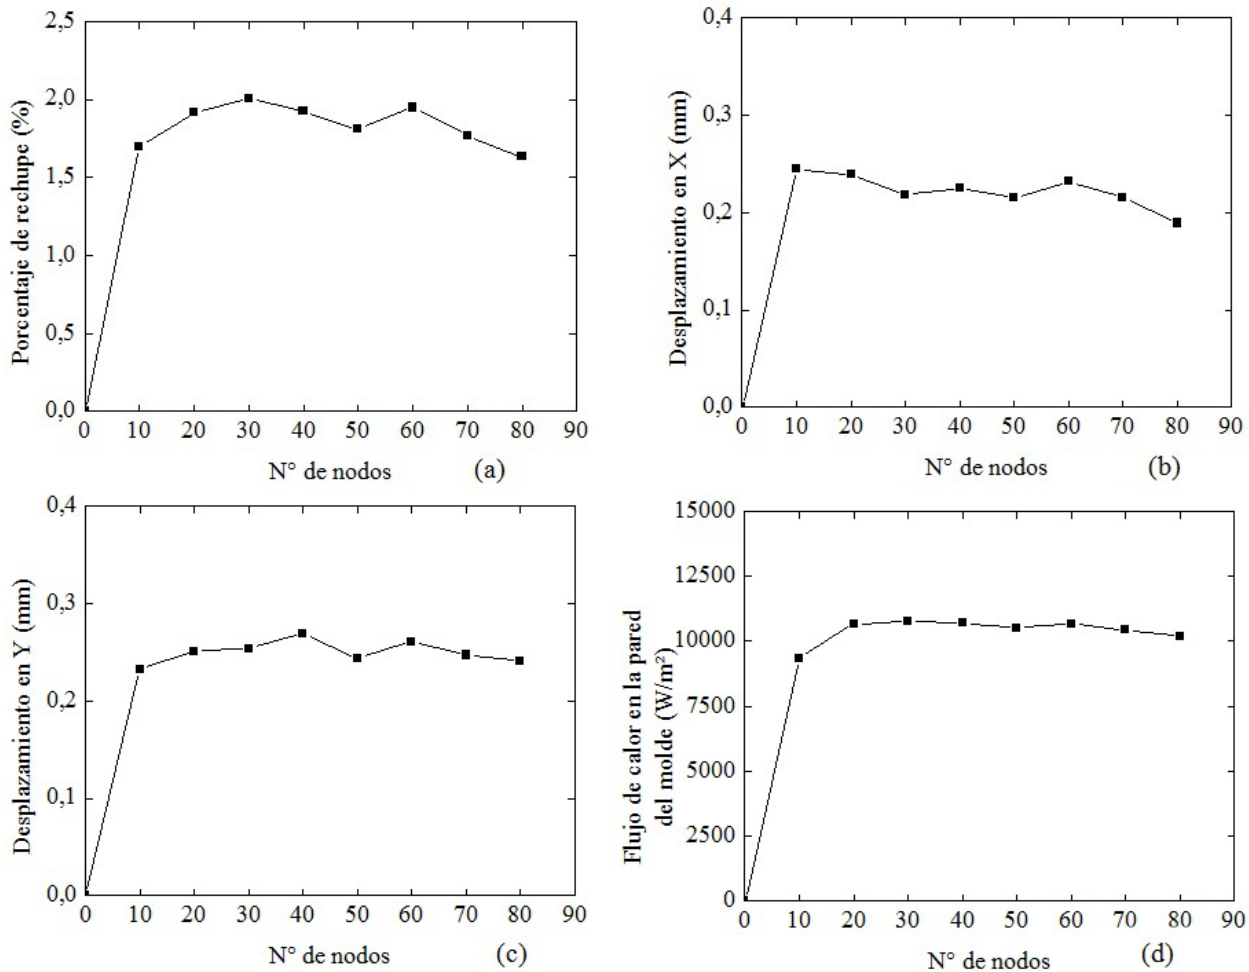 2,5
2,0
1,5
1,0
0,5
0,0
Porcentaje de rechupe (%)
0 10 20 30 40 50 60 70 80 90
N° de nodos
(a)
0,4
0,3
0,2
0,1
0,0
Desplazamiento en X (mm)
0 10 20 30 40 50 60 70 80 90
N° de nodos
(b)
0,4
0,3
0,2
0,1
0,0
Desplazamiento en Y (mm)
0 10 20 30 40 50 60 70 80 90
N° de nodos
(c)
15000
12500
10000
7500
5000
2500
0
Flujo de calor en la pared
del molde (W/m²)
0 10 20 30 40 50 60 70 80 90
N° de nodos
(d)